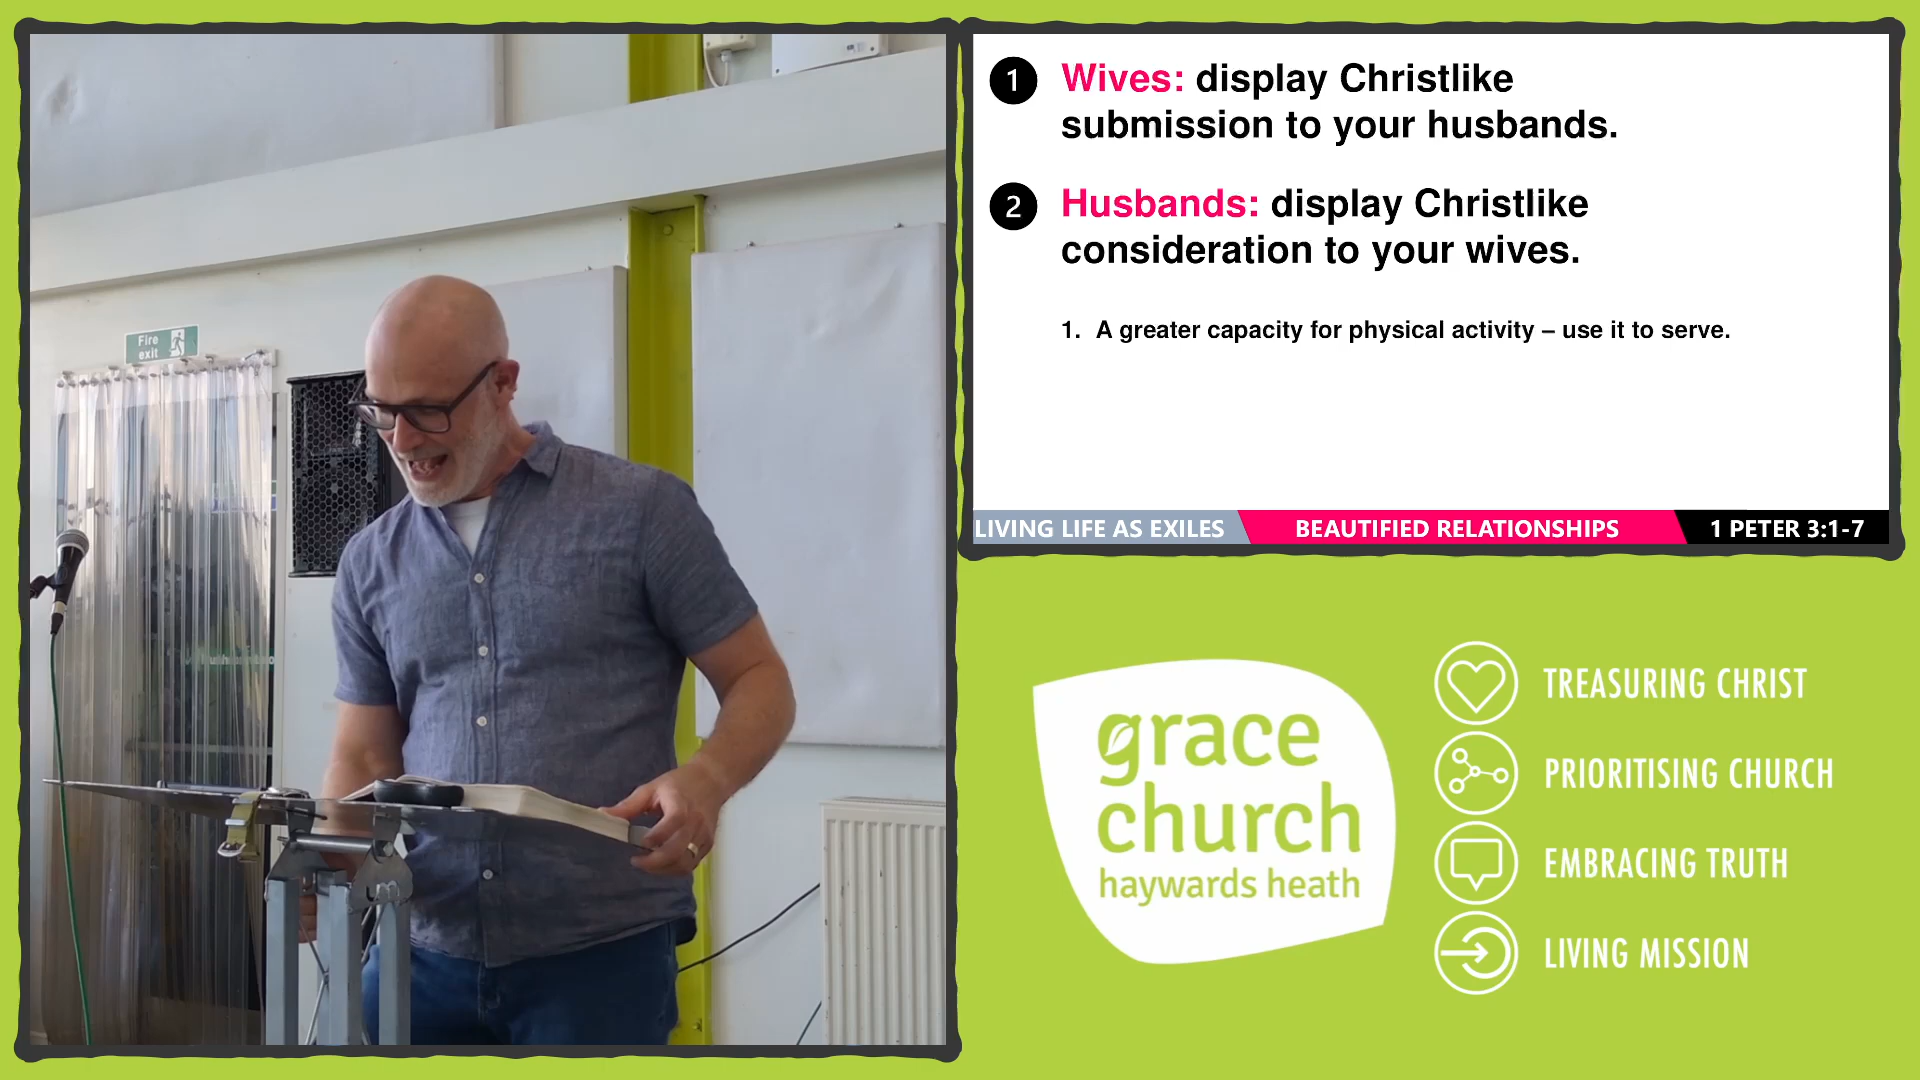 Fire
exit
1 Wives: display Christlike
submission to your husbands.
2 Husbands: display Christlike
consideration to your wives.
1. A greater capacity for physical activity – use it to serve.
LIVING LIFE AS EXILES BEAUTIFIED RELATIONSHIPS 1 PETER 3:1-7
grace
church
haywards heath
TREASURING CHRIST
PRIORITISING CHURCH
EMBRACING TRUTH
LIVING MISSION